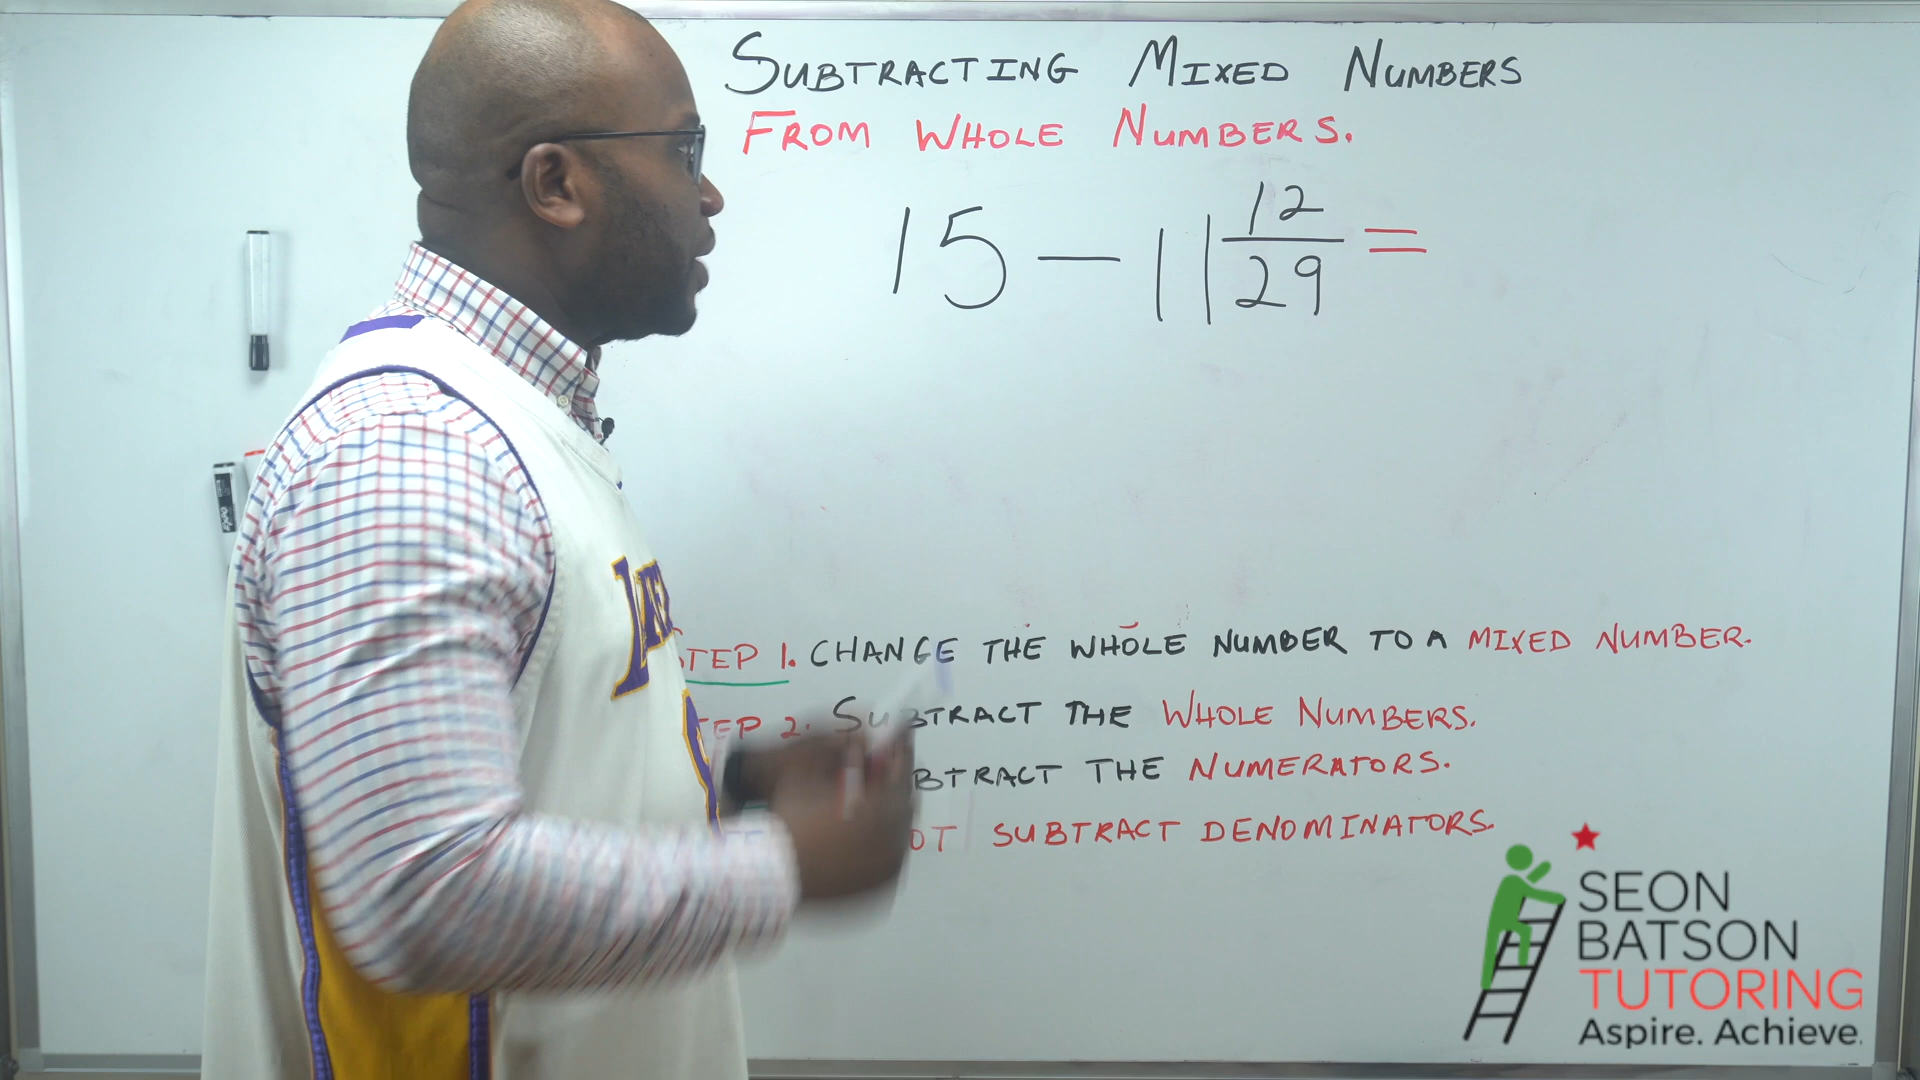 SUBTRACTING MIXED NUMBERS
FROM WHOLE NUMBERS.
15 − 11 12/29 =
STEP 1. CHANGE THE WHOLE NUMBER TO A MIXED NUMBER.
STEP 2. SUBTRACT THE WHOLE NUMBERS.
SUBTRACT THE NUMERATORS.
NOT SUBTRACT DENOMINATORS.
SEON
BATSON
TUTORING
Aspire. Achieve.